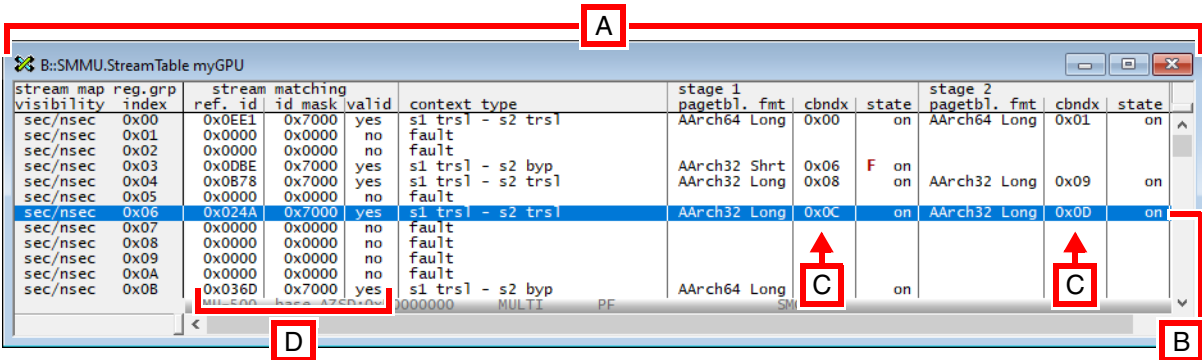 A
B::SMMU.StreamTable myGPU
stream map reg.grp stream matching stage 1 stage 2
visibility index ref. id id mask valid context type pagetbl. fmt cbndx state pagetbl. fmt cbndx state
sec/nsec 0x00 0x0EE1 0x7000 yes s1 trsl - s2 trsl AArch64 Long 0x00 on AArch64 Long 0x01 on
sec/nsec 0x01 0x0000 0x0000 no fault
sec/nsec 0x02 0x0000 0x0000 no fault
sec/nsec 0x03 0x0DBE 0x7000 yes s1 trsl - s2 byp AArch32 Shrt 0x06 F on
sec/nsec 0x04 0x0B78 0x7000 yes s1 trsl - s2 trsl AArch32 Long 0x08 on AArch32 Long 0x09 on
sec/nsec 0x05 0x0000 0x0000 no fault
sec/nsec 0x06 0x024A 0x7000 yes s1 trsl - s2 trsl AArch32 Long 0x0C on AArch32 Long 0x0D on
sec/nsec 0x07 0x0000 0x0000 no fault
sec/nsec 0x08 0x0000 0x0000 no fault
sec/nsec 0x09 0x0000 0x0000 no fault
sec/nsec 0x0A 0x0000 0x0000 no fault
sec/nsec 0x0B 0x036D 0x7000 yes s1 trsl - s2 byp AArch64 Long on
C C
MULTI PF
D B